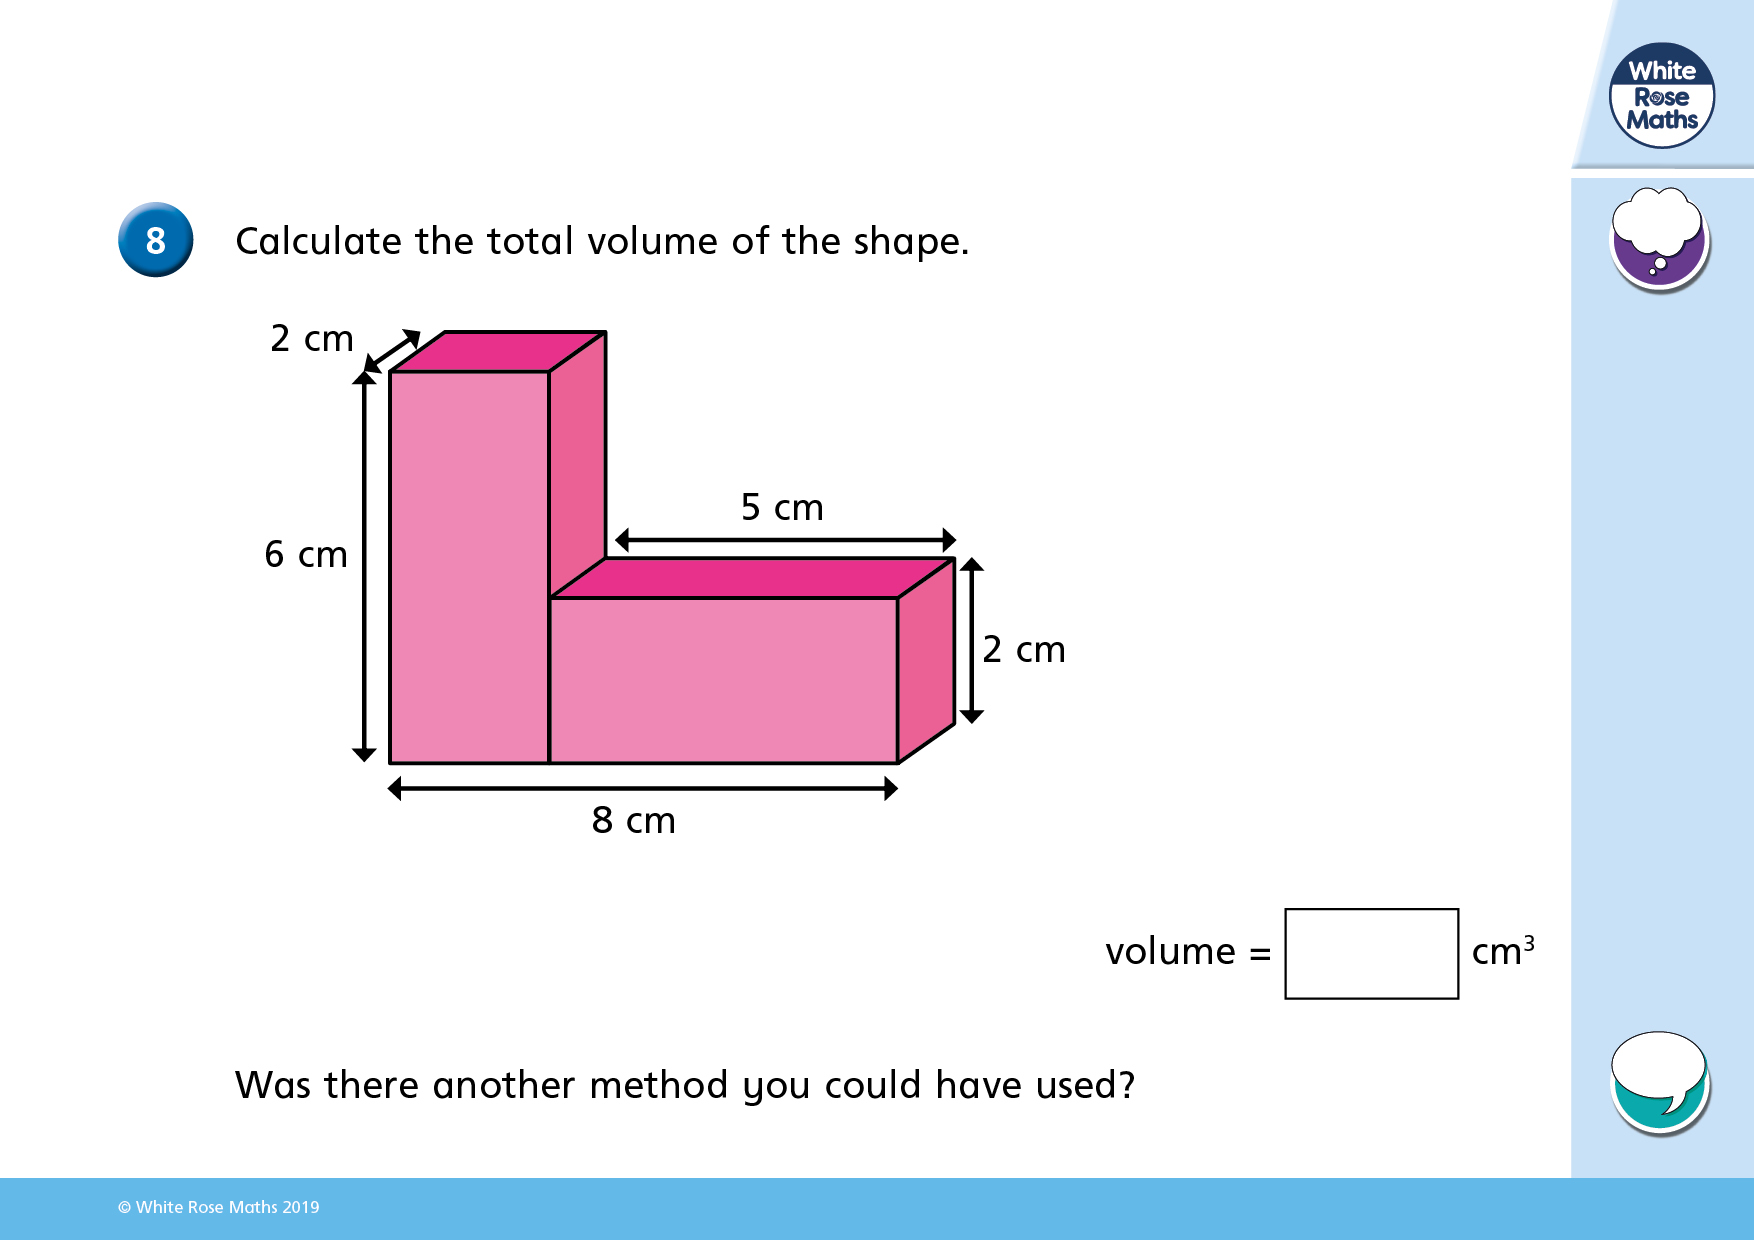 White
Rose
Maths
8 Calculate the total volume of the shape.
2 cm
5 cm
6 cm
2 cm
8 cm
volume = cm³
Was there another method you could have used?
© White Rose Maths 2019